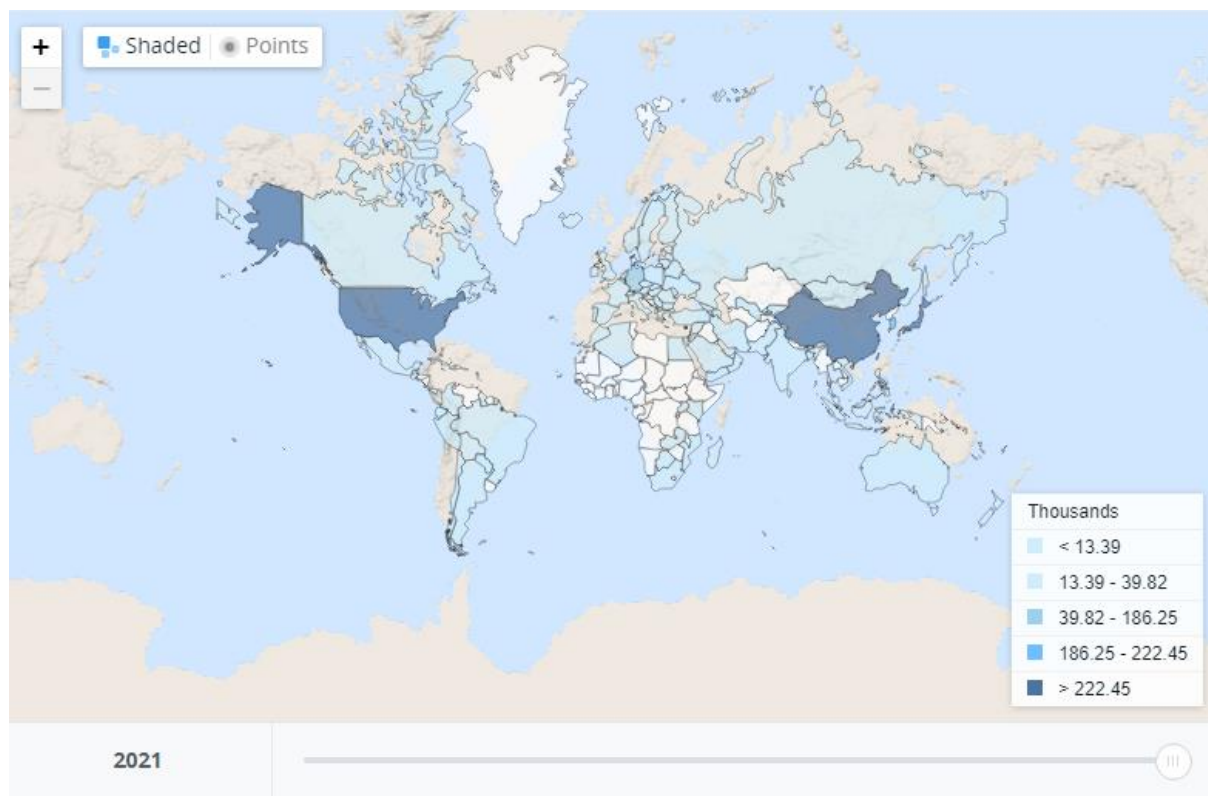 +
Shaded Points
−
Thousands
< 13.39
13.39 - 39.82
39.82 - 186.25
186.25 - 222.45
> 222.45
2021